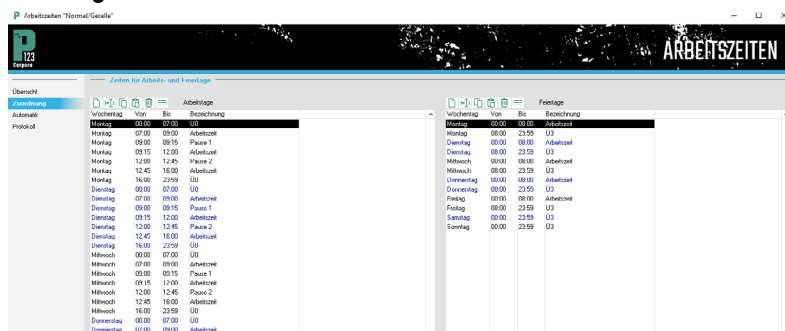 Arbeitszeiten "Normal/Geselle"
P
123
Corpora
ARBEITSZEITEN
Zeiten für Arbeits- und Feiertage
Übersicht
Zuordnung
Automatik
Protokoll
Arbeitstage
Wochentag Von Bis Bezeichnung
Montag 00:00 07:00 Ü0
Montag 07:00 09:00 Arbeitszeit
Montag 09:00 09:15 Pause 1
Montag 09:15 12:00 Arbeitszeit
Montag 12:00 12:45 Pause 2
Montag 12:45 16:00 Arbeitszeit
Montag 16:00 23:59 Ü0
Dienstag 00:00 07:00 Ü0
Dienstag 07:00 09:00 Arbeitszeit
Dienstag 09:00 09:15 Pause 1
Dienstag 09:15 12:00 Arbeitszeit
Dienstag 12:00 12:45 Pause 2
Dienstag 12:45 16:00 Arbeitszeit
Dienstag 16:00 23:59 Ü0
Mittwoch 00:00 07:00 Ü0
Mittwoch 07:00 09:00 Arbeitszeit
Mittwoch 09:00 09:15 Pause 1
Mittwoch 09:15 12:00 Arbeitszeit
Mittwoch 12:00 12:45 Pause 2
Mittwoch 12:45 16:00 Arbeitszeit
Mittwoch 16:00 23:59 Ü0
Donnerstag 00:00 07:00 Ü0
Donnerstag 07:00 09:00 Arbeitszeit
Feiertage
Wochentag Von Bis Bezeichnung
Montag 00:00 08:00 Arbeitszeit
Montag 08:00 23:59 Ü3
Dienstag 00:00 08:00 Arbeitszeit
Dienstag 08:00 23:59 Ü3
Mittwoch 00:00 08:00 Arbeitszeit
Mittwoch 08:00 23:59 Ü3
Donnerstag 00:00 08:00 Arbeitszeit
Donnerstag 08:00 23:59 Ü3
Freitag 00:00 08:00 Arbeitszeit
Freitag 08:00 23:59 Ü3
Samstag 00:00 23:59 Ü3
Sonntag 00:00 23:59 Ü3